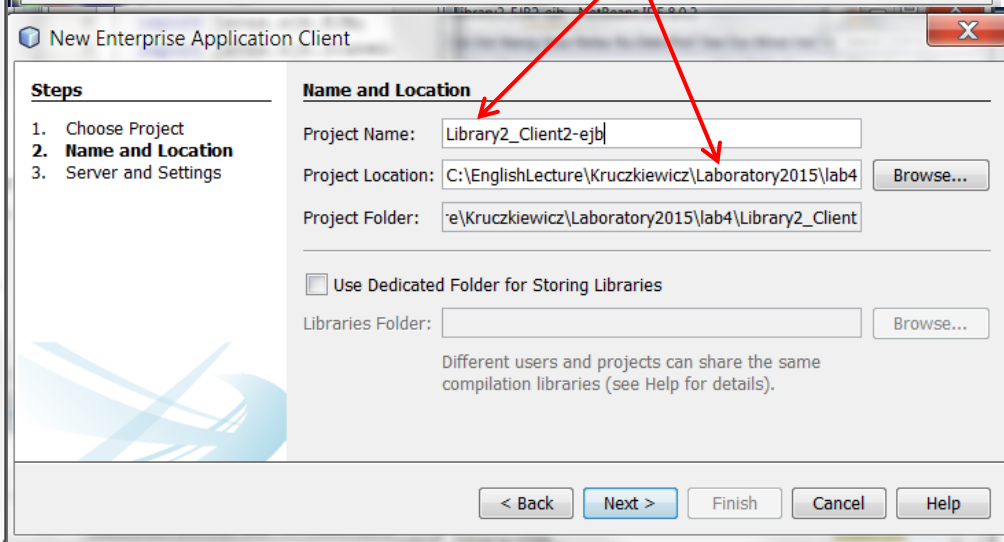 New Enterprise Application Client
Steps
1. Choose Project
2. Name and Location
3. Server and Settings
Name and Location
Project Name: Library2_Client2-ejb
Project Location: C:\EnglishLecture\Kruczkiewicz\Laboratory2015\lab4 Browse...
Project Folder: e\Kruczkiewicz\Laboratory2015\lab4\Library2_Client
Use Dedicated Folder for Storing Libraries
Libraries Folder: Browse...
Different users and projects can share the same
compilation libraries (see Help for details).
< Back Next > Finish Cancel Help